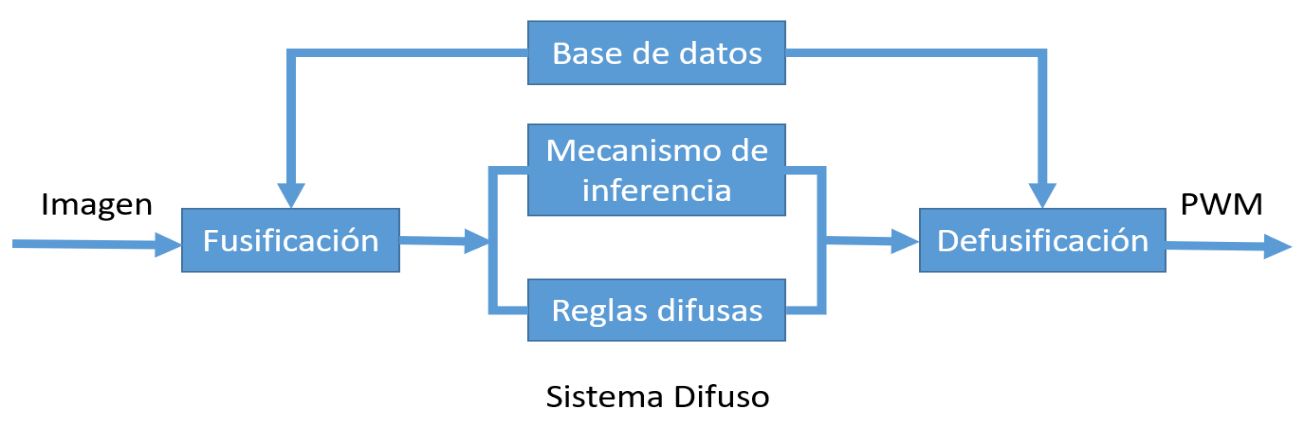 Base de datos
Mecanismo de
inferencia
Imagen
PWM
Fusificación
Defusificación
Reglas difusas
Sistema Difuso